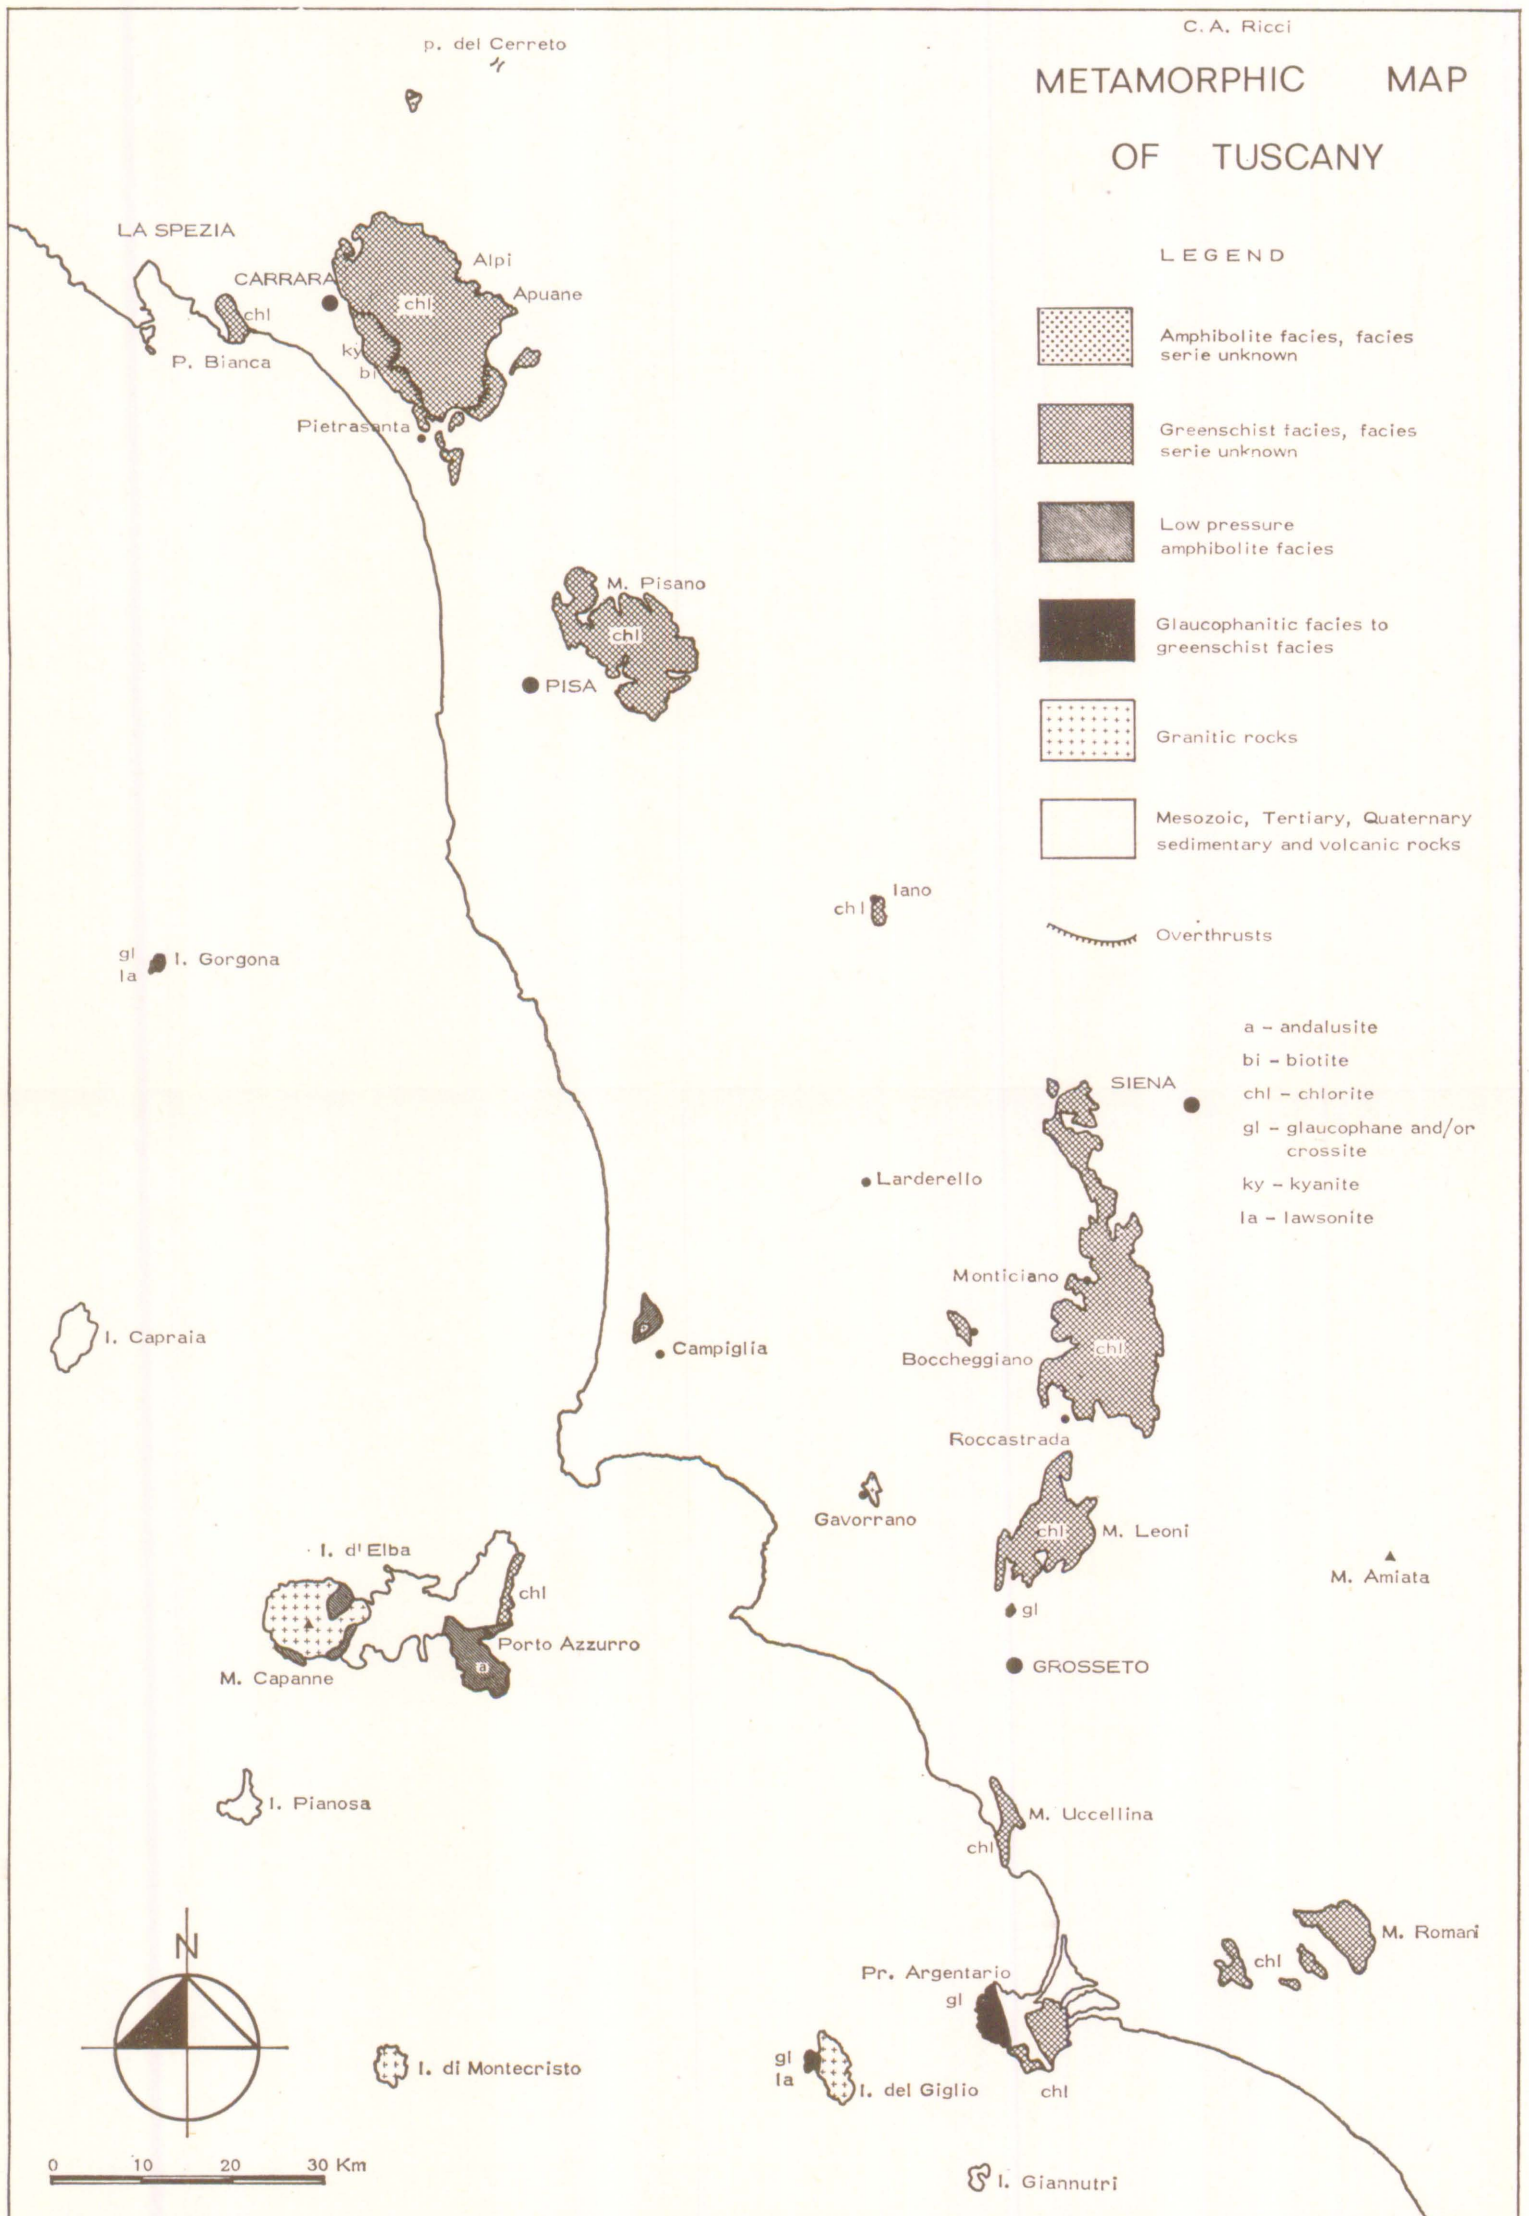 C. A. Ricci
METAMORPHIC MAP
OF TUSCANY
LEGEND
Amphibolite facies, facies
serie unknown
Greenschist facies, facies
serie unknown
Low pressure
amphibolite facies
Glaucophanitic facies to
greenschist facies
Granitic rocks
Mesozoic, Tertiary, Quaternary
sedimentary and volcanic rocks
Overthrusts
a – andalusite
bi – biotite
chl – chlorite
gl – glaucophane and/or
crossite
ky – kyanite
la – lawsonite
p. del Cerreto
LA SPEZIA
CARRARA
Alpi
Apuane
chl
chl
P. Bianca
ky
bi
Pietrasanta
M. Pisano
chl
PISA
Iano
chl
gl
la
I. Gorgona
SIENA
Larderello
Monticiano
I. Capraia
Campiglia
Boccheggiano
chl
Roccastrada
Gavorrano
chl
M. Leoni
I. d'Elba
chl
M. Amiata
gl
Porto Azzurro
a
M. Capanne
GROSSETO
I. Pianosa
M. Uccellina
chl
M. Romani
chl
N
Pr. Argentario
gl
I. di Montecristo
gl
la
I. del Giglio
chl
0 10 20 30 Km
I. Giannutri